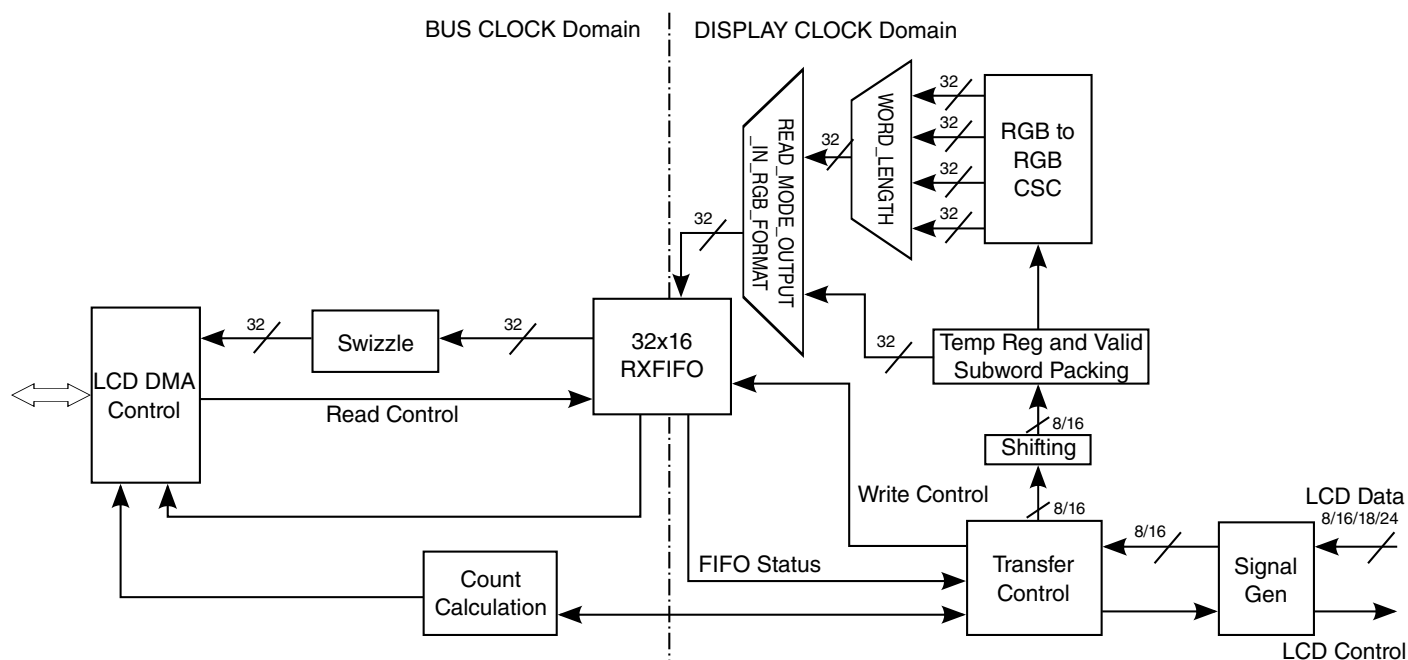 BUS CLOCK Domain
DISPLAY CLOCK Domain
READ_MODE_OUTPUT
_IN_RGB_FORMAT
WORD_LENGTH
32
32
32
32
RGB to
RGB
CSC
32
32
32
32
Swizzle
32
32x16
RXFIFO
LCD DMA
Control
Read Control
Temp Reg and Valid
Subword Packing
8/16
Shifting
8/16
Write Control
LCD Data
8/16/18/24
8/16
FIFO Status
Transfer
Control
Signal
Gen
Count
Calculation
LCD Control